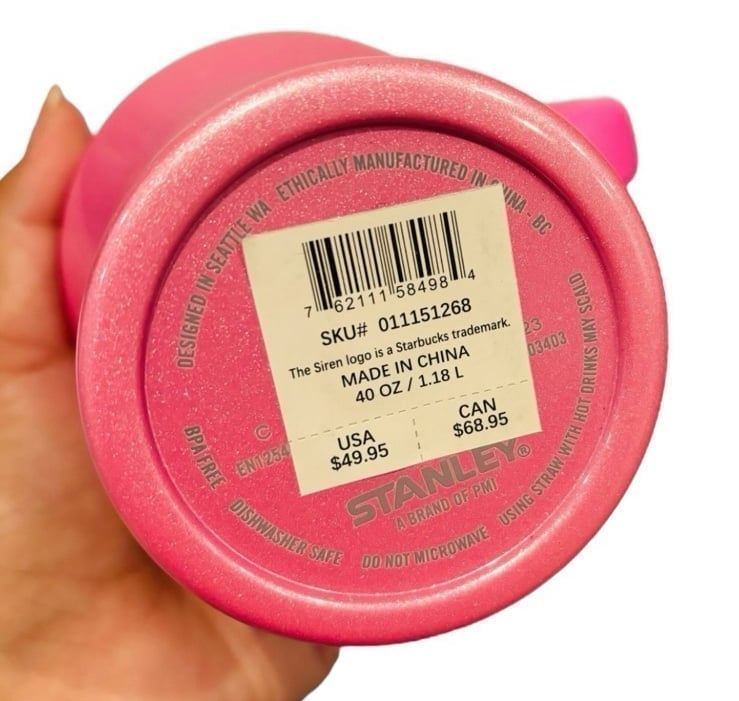 DESIGNED IN SEATTLE WA
ETHICALLY MANUFACTURED IN CHINA - BC
7 62111 58498 4
SKU# 011151268
The Siren logo is a Starbucks trademark.
MADE IN CHINA
40 OZ / 1.18 L
USA
$49.95
CAN
$68.95
23
03403
C
EN1254
STANLEY®
A BRAND OF PMI
BPA FREE
DISHWASHER SAFE
DO NOT MICROWAVE
USING STRAW WITH HOT DRINKS MAY SCALD